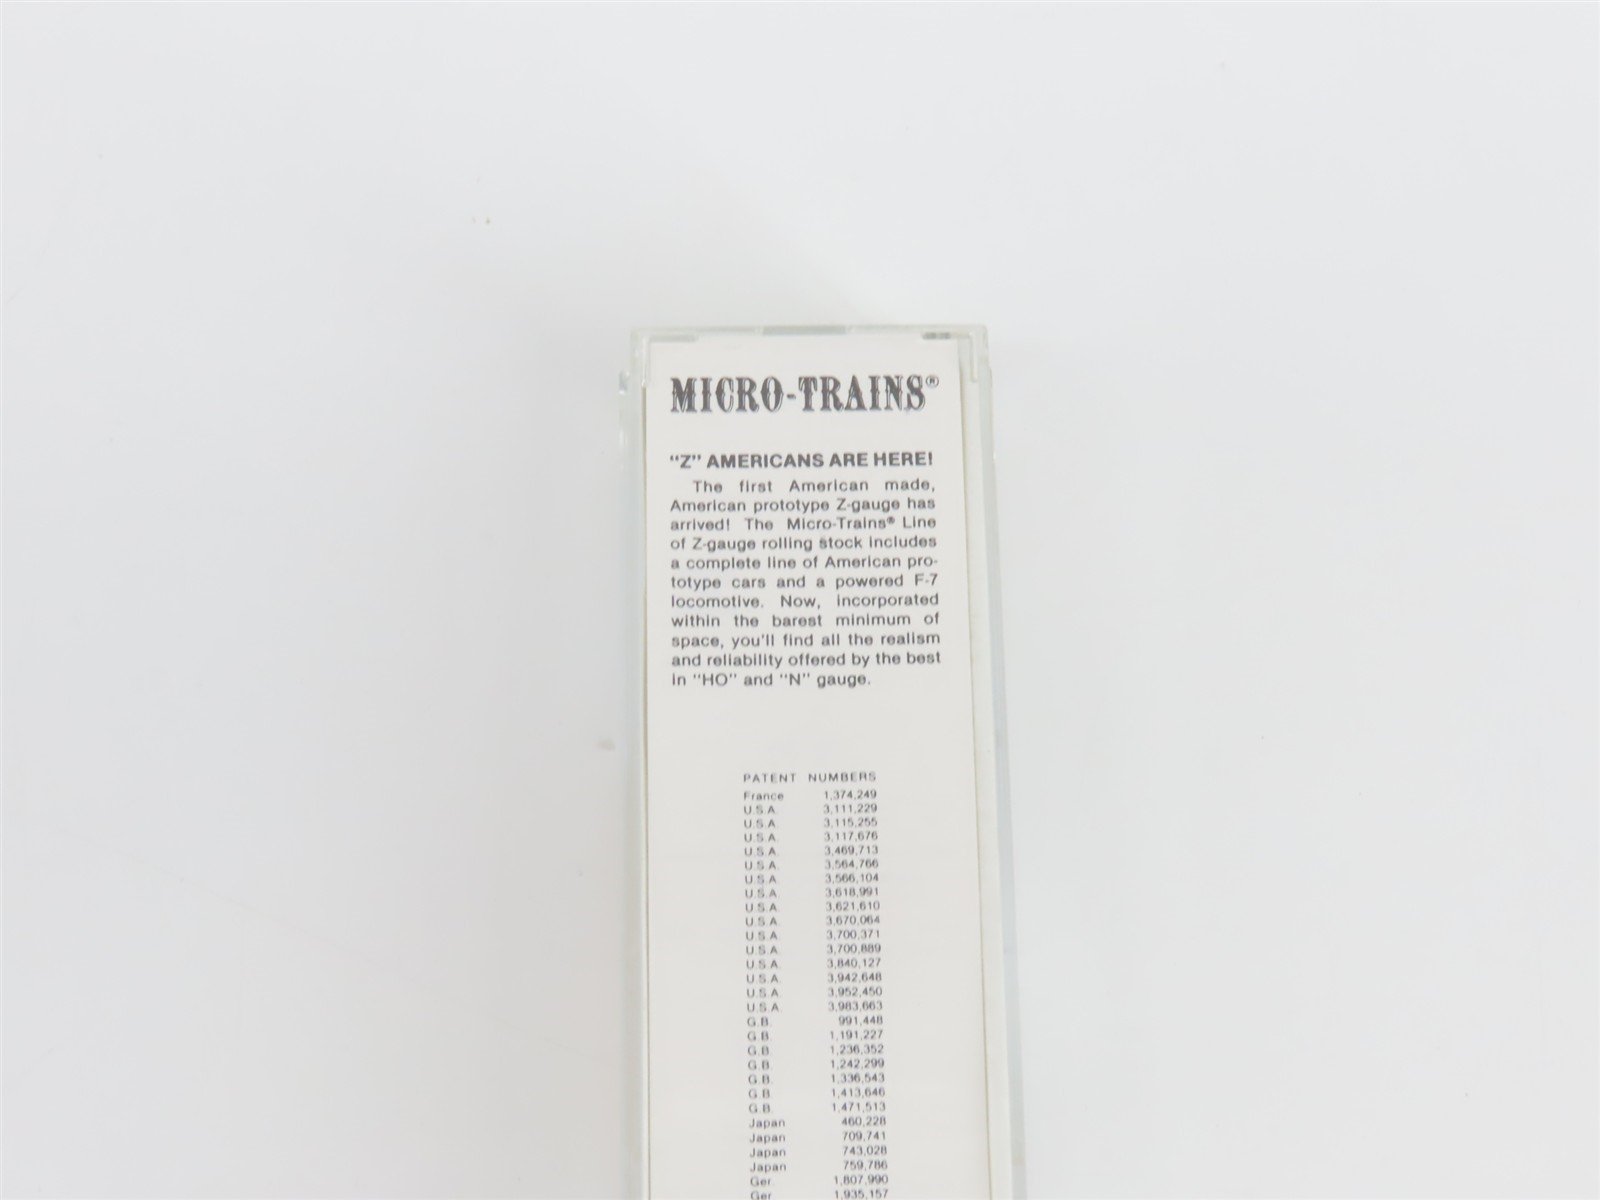 MICRO-TRAINS®
"Z" AMERICANS ARE HERE!
The first American made,
American prototype Z-gauge has
arrived! The Micro-Trains® Line
of Z-gauge rolling stock includes
a complete line of American pro-
totype cars and a powered F-7
locomotive. Now, incorporated
within the barest minimum of
space, you'll find all the realism
and reliability offered by the best
in "HO" and "N" gauge.
PATENT NUMBERS
France 1,374,249
U.S.A. 3,111,229
U.S.A. 3,115,255
U.S.A. 3,117,676
U.S.A. 3,469,713
U.S.A. 3,564,766
U.S.A. 3,566,104
U.S.A. 3,618,991
U.S.A. 3,621,610
U.S.A. 3,670,064
U.S.A. 3,700,371
U.S.A. 3,700,889
U.S.A. 3,840,127
U.S.A. 3,942,648
U.S.A. 3,952,450
U.S.A. 3,983,663
G.B. 991,448
G.B. 1,191,227
G.B. 1,236,352
G.B. 1,242,299
G.B. 1,336,543
G.B. 1,413,646
G.B. 1,471,513
Japan 460,228
Japan 709,741
Japan 743,028
Japan 759,786
Ger. 1,807,990
Ger. 1,935,157